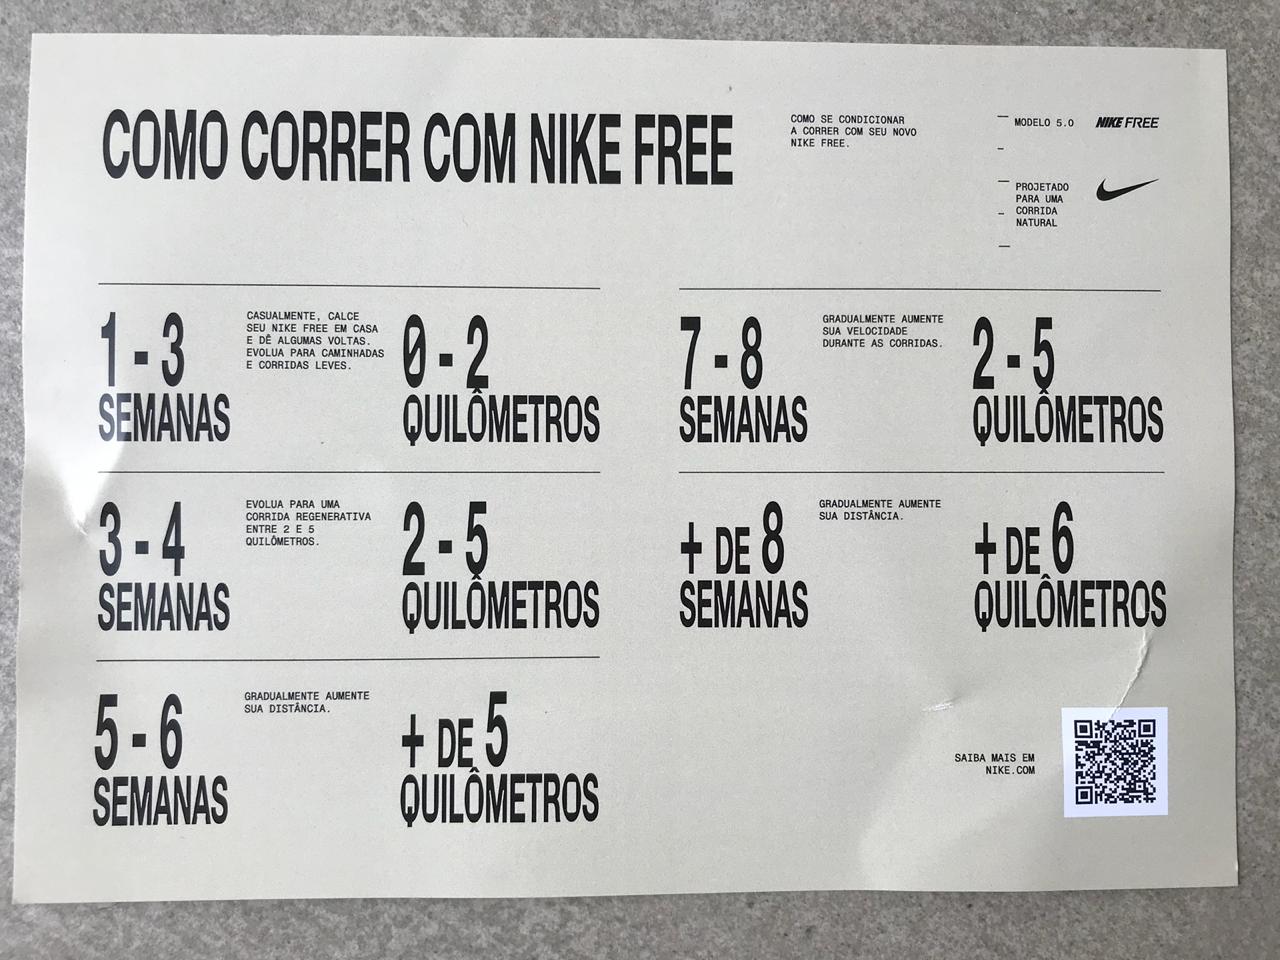 COMO CORRER COM NIKE FREE
COMO SE CONDICIONAR
A CORRER COM SEU NOVO
NIKE FREE.
MODELO 5.0
NIKE FREE
PROJETADO
PARA UMA
CORRIDA
NATURAL
1 - 3
SEMANAS
CASUALMENTE, CALCE
SEU NIKE FREE EM CASA
E DÊ ALGUMAS VOLTAS.
EVOLUA PARA CAMINHADAS
E CORRIDAS LEVES.
0 - 2
QUILÔMETROS
3 - 4
SEMANAS
EVOLUA PARA UMA
CORRIDA REGENERATIVA
ENTRE 2 E 5
QUILÔMETROS.
2 - 5
QUILÔMETROS
5 - 6
SEMANAS
GRADUALMENTE AUMENTE
SUA DISTÂNCIA.
+ DE 5
QUILÔMETROS
7 - 8
SEMANAS
GRADUALMENTE AUMENTE
SUA VELOCIDADE
DURANTE AS CORRIDAS.
2 - 5
QUILÔMETROS
+ DE 8
SEMANAS
GRADUALMENTE AUMENTE
SUA DISTÂNCIA.
+ DE 6
QUILÔMETROS
SAIBA MAIS EM
NIKE.COM